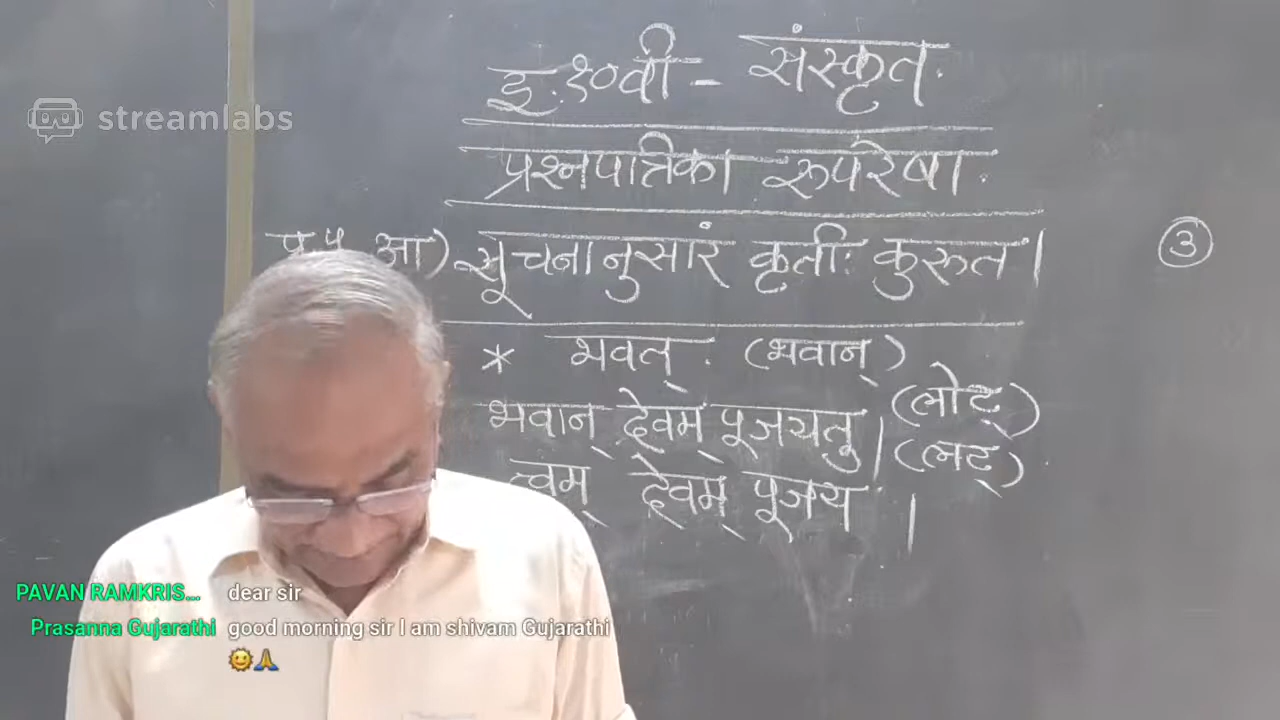 streamlabs
इ. १०वी - संस्कृत.
प्रश्नपत्रिका रूपरेषा.
आ) सूचनानुसारं कृतीः कुरुत। ③
* भवत्. (भवान्)
भवान् देवम् पूजयतु। (लोट्)
(लट्)
त्वम् देवम् पूजय।
PAVAN RAMKRIS... dear sir
Prasanna Gujarathi good morning sir I am shivam Gujarathi
🌞🙏